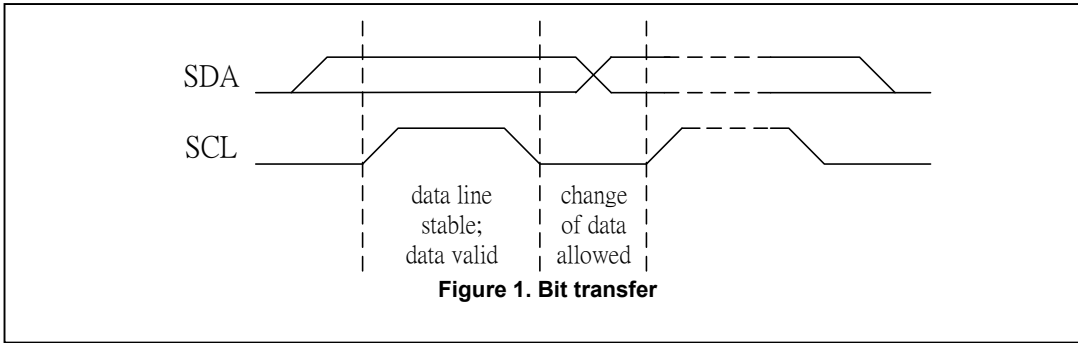 SDA
SCL
data line
stable;
data valid
change
of data
allowed
Figure 1. Bit transfer